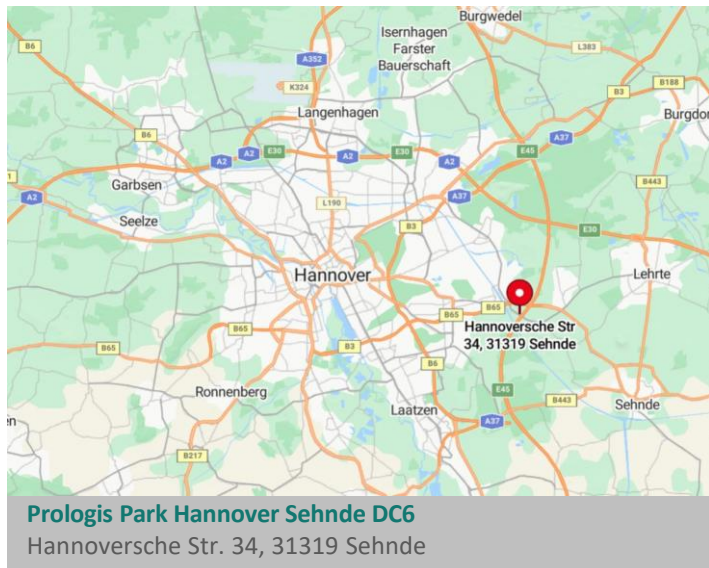 Burgwedel
B6
Isernhagen
Farster
Bauerschaft
L383
A352
K324
B188
B3
Langenhagen
Burgdor
B6
A37
E45
A2
E30
A2
E30
A2
A2
Garbsen
B443
A37
L190
Seelze
B3
E30
Hannover
Lehrte
B65
B65
Hannoversche Str
34, 31319 Sehnde
B65
B3
B65
B6
Ronnenberg
E45
B443
Sehnde
Laatzen
A37
B217
Prologis Park Hannover Sehnde DC6
Hannoversche Str. 34, 31319 Sehnde